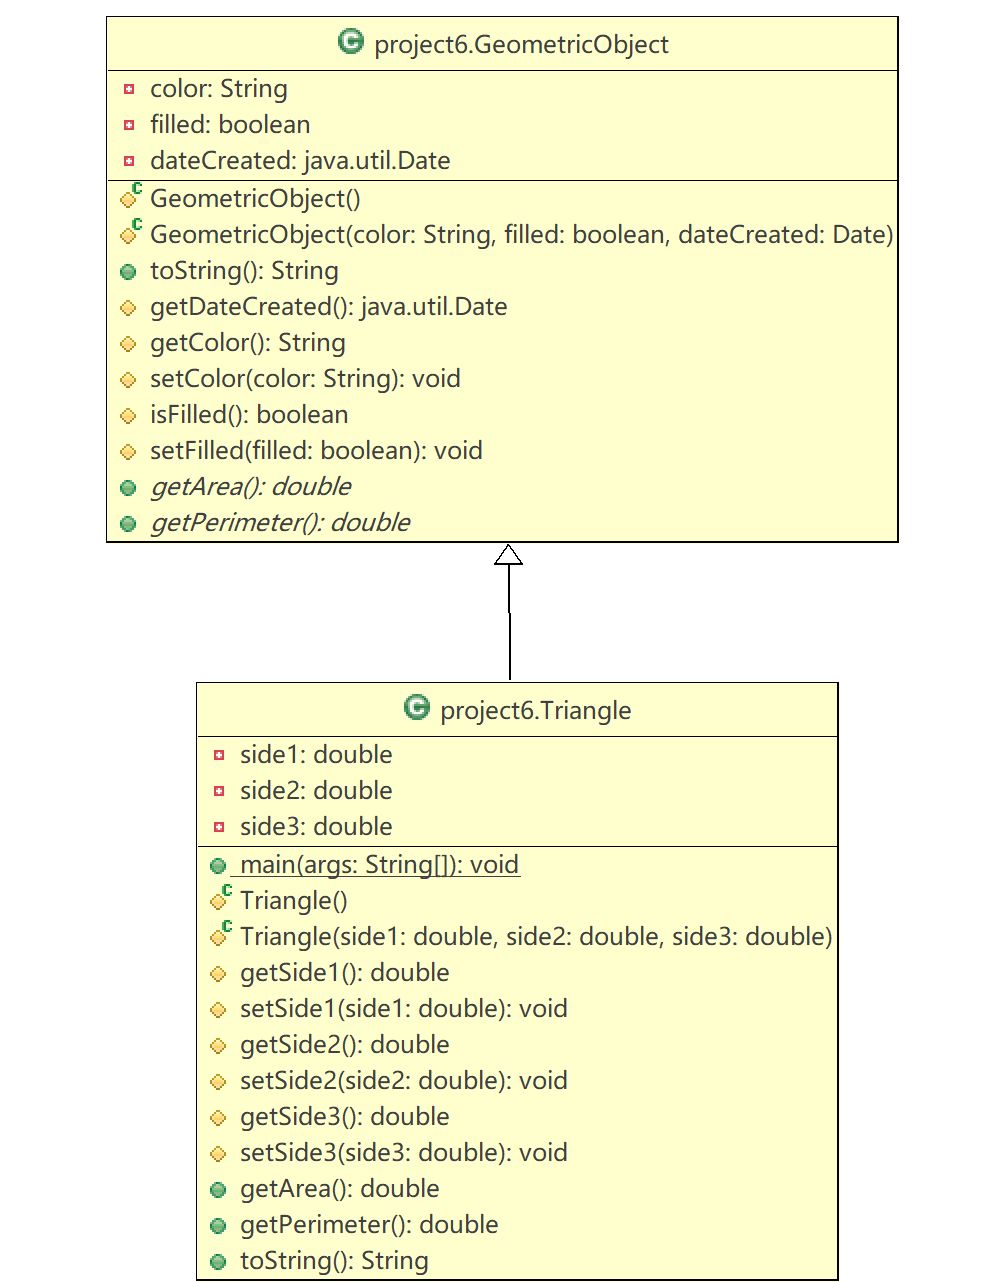 project6.GeometricObject
color: String
filled: boolean
dateCreated: java.util.Date
GeometricObject()
GeometricObject(color: String, filled: boolean, dateCreated: Date)
toString(): String
getDateCreated(): java.util.Date
getColor(): String
setColor(color: String): void
isFilled(): boolean
setFilled(filled: boolean): void
getArea(): double
getPerimeter(): double
project6.Triangle
side1: double
side2: double
side3: double
main(args: String[]): void
Triangle()
Triangle(side1: double, side2: double, side3: double)
getSide1(): double
setSide1(side1: double): void
getSide2(): double
setSide2(side2: double): void
getSide3(): double
setSide3(side3: double): void
getArea(): double
getPerimeter(): double
toString(): String